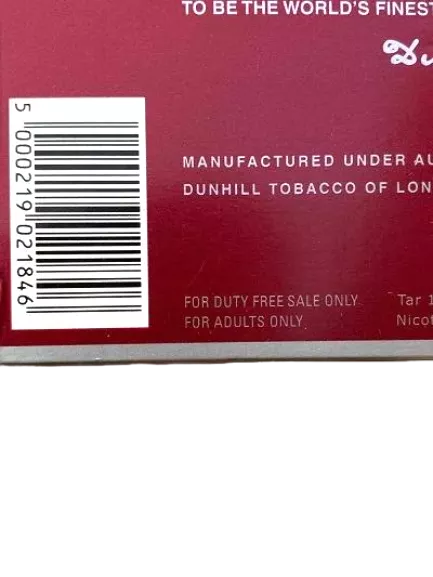 TO BE THE WORLD'S FINEST
MANUFACTURED UNDER AU
DUNHILL TOBACCO OF LON
FOR DUTY FREE SALE ONLY
Tar 1
FOR ADULTS ONLY
Nicot
5 000219 021846